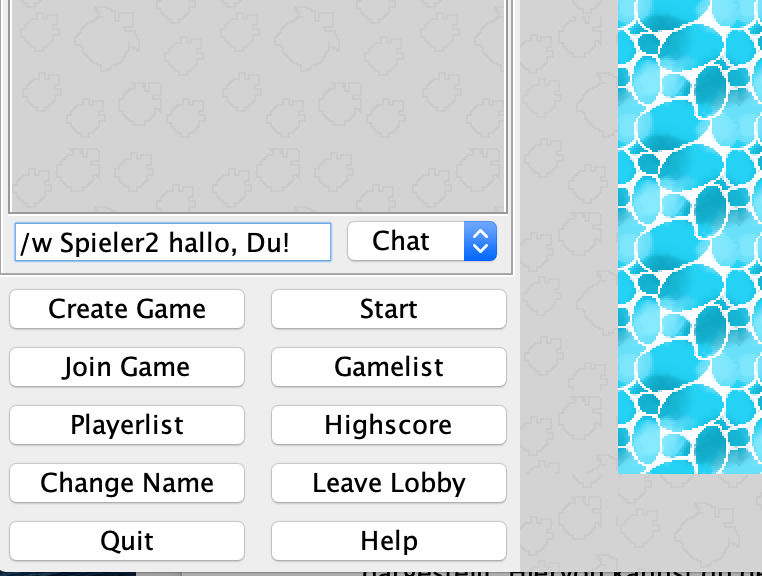 /w Spieler2 hallo, Du!
Chat
Create Game
Start
Join Game
Gamelist
Playerlist
Highscore
Change Name
Leave Lobby
Quit
Help